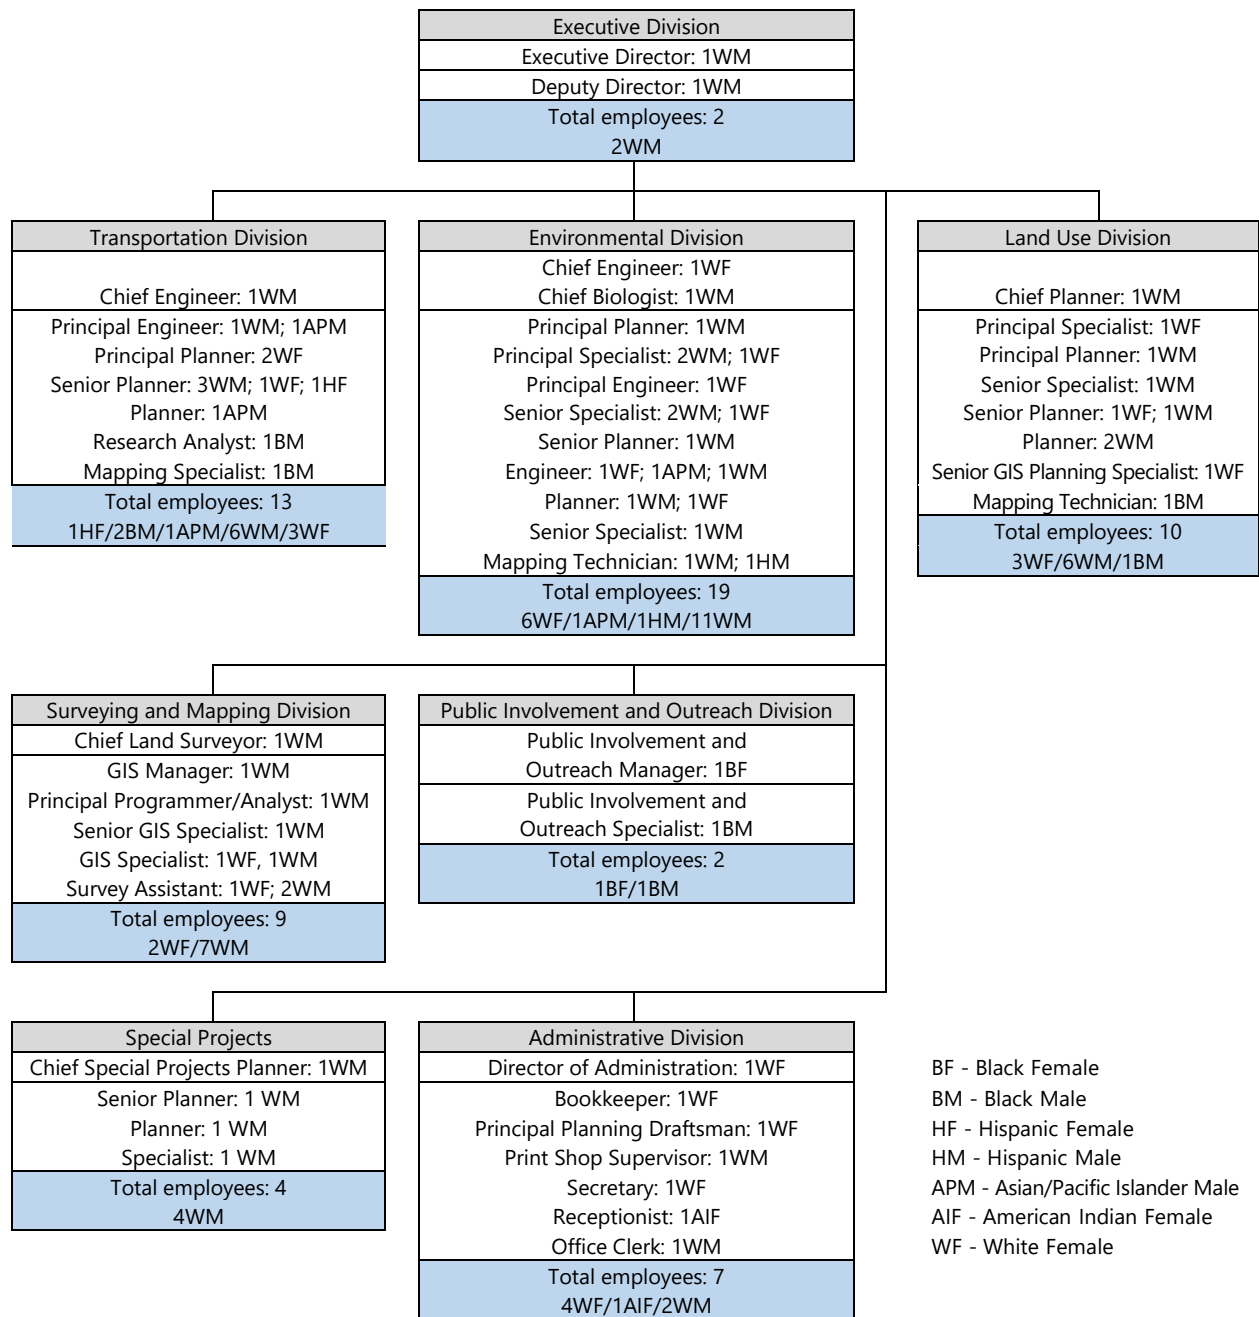 Executive Division
Executive Director: 1WM
Deputy Director: 1WM
Total employees: 2
2WM
Transportation Division
Chief Engineer: 1WM
Principal Engineer: 1WM; 1APM
Principal Planner: 2WF
Senior Planner: 3WM; 1WF; 1HF
Planner: 1APM
Research Analyst: 1BM
Mapping Specialist: 1BM
Total employees: 13
1HF/2BM/1APM/6WM/3WF
Environmental Division
Chief Engineer: 1WF
Chief Biologist: 1WM
Principal Planner: 1WM
Principal Specialist: 2WM; 1WF
Principal Engineer: 1WF
Senior Specialist: 2WM; 1WF
Senior Planner: 1WM
Engineer: 1WF; 1APM; 1WM
Planner: 1WM; 1WF
Senior Specialist: 1WM
Mapping Technician: 1WM; 1HM
Total employees: 19
6WF/1APM/1HM/11WM
Land Use Division
Chief Planner: 1WM
Principal Specialist: 1WF
Principal Planner: 1WM
Senior Specialist: 1WM
Senior Planner: 1WF; 1WM
Planner: 2WM
Senior GIS Planning Specialist: 1WF
Mapping Technician: 1BM
Total employees: 10
3WF/6WM/1BM
Surveying and Mapping Division
Chief Land Surveyor: 1WM
GIS Manager: 1WM
Principal Programmer/Analyst: 1WM
Senior GIS Specialist: 1WM
GIS Specialist: 1WF, 1WM
Survey Assistant: 1WF; 2WM
Total employees: 9
2WF/7WM
Public Involvement and Outreach Division
Public Involvement and
Outreach Manager: 1BF
Public Involvement and
Outreach Specialist: 1BM
Total employees: 2
1BF/1BM
Special Projects
Chief Special Projects Planner: 1WM
Senior Planner: 1 WM
Planner: 1 WM
Specialist: 1 WM
Total employees: 4
4WM
Administrative Division
Director of Administration: 1WF
Bookkeeper: 1WF
Principal Planning Draftsman: 1WF
Print Shop Supervisor: 1WM
Secretary: 1WF
Receptionist: 1AIF
Office Clerk: 1WM
Total employees: 7
4WF/1AIF/2WM
BF - Black Female
BM - Black Male
HF - Hispanic Female
HM - Hispanic Male
APM - Asian/Pacific Islander Male
AIF - American Indian Female
WF - White Female